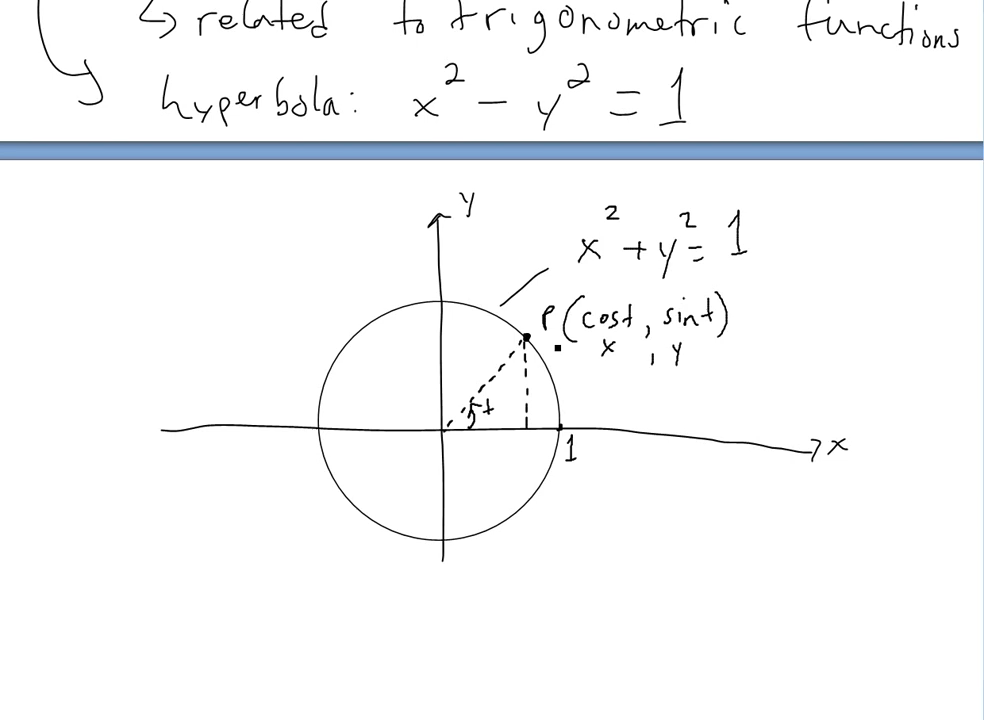 ↳ related to trigonometric functions
hyperbola: x² - y² = 1
y
x² + y² = 1
P(cost, sint)
x , y
t
1
x